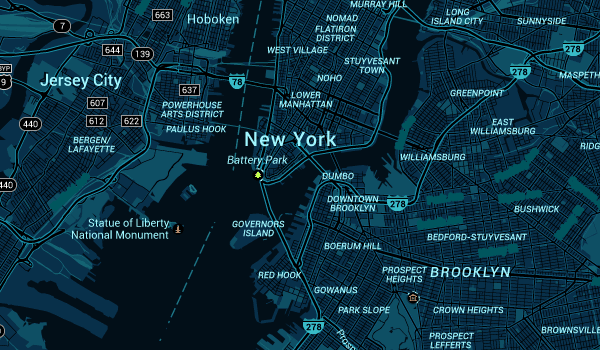 MURRAY HILL
663
Hoboken
NOMAD
FLATIRON
DISTRICT
LONG
ISLAND CITY
SUNNYSIDE
7
644
139
WEST VILLAGE
278
STUYVESANT
TOWN
BYP
9
Jersey City
78
NOHO
278
MASPETH
637
LOWER
MANHATTAN
GREENPOINT
607
POWERHOUSE
ARTS DISTRICT
612
622
440
PAULUS HOOK
EAST
WILLIAMSBURG
BERGEN/
LAFAYETTE
New York
RIDG
Battery Park
WILLIAMSBURG
440
DUMBO
DOWNTOWN
BROOKLYN
278
BUSHWICK
Statue of Liberty
National Monument
GOVERNORS
ISLAND
BEDFORD-STUYVESANT
BOERUM HILL
RED HOOK
PROSPECT
HEIGHTS
BROOKLYN
GOWANUS
PARK SLOPE
CROWN HEIGHTS
278
BROWNSVILLE
PROSPECT
LEFFERTS